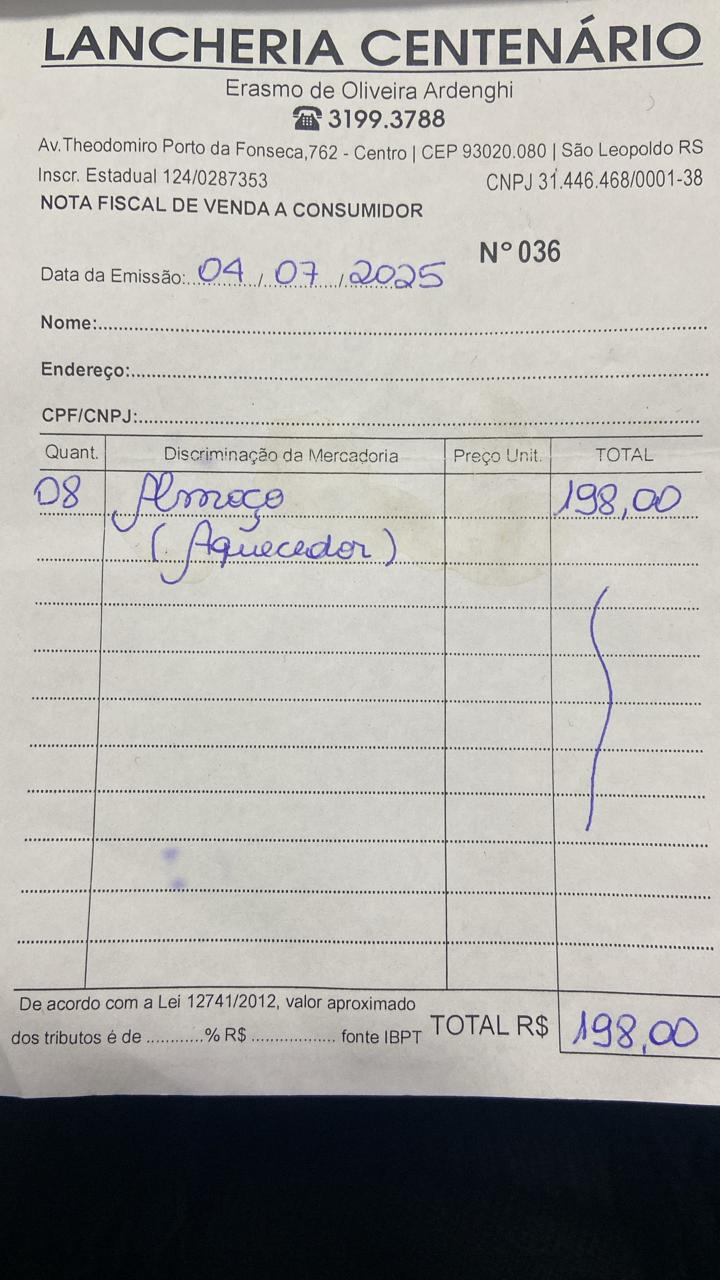 LANCHERIA CENTENÁRIO
Erasmo de Oliveira Ardenghi
☎ 3199.3788
Av. Theodomiro Porto da Fonseca,762 - Centro | CEP 93020.080 | São Leopoldo RS
Inscr. Estadual 124/0287353 CNPJ 31.446.468/0001-38
NOTA FISCAL DE VENDA A CONSUMIDOR
Nº 036
Data da Emissão: 04 / 07 / 2025
Nome:
Endereço:
CPF/CNPJ:
Quant. Discriminação da Mercadoria Preço Unit. TOTAL
08 Almoço 198,00
(Aquecedor)
De acordo com a Lei 12741/2012, valor aproximado
dos tributos é de ...........% R$ .................. fonte IBPT TOTAL R$ 198,00